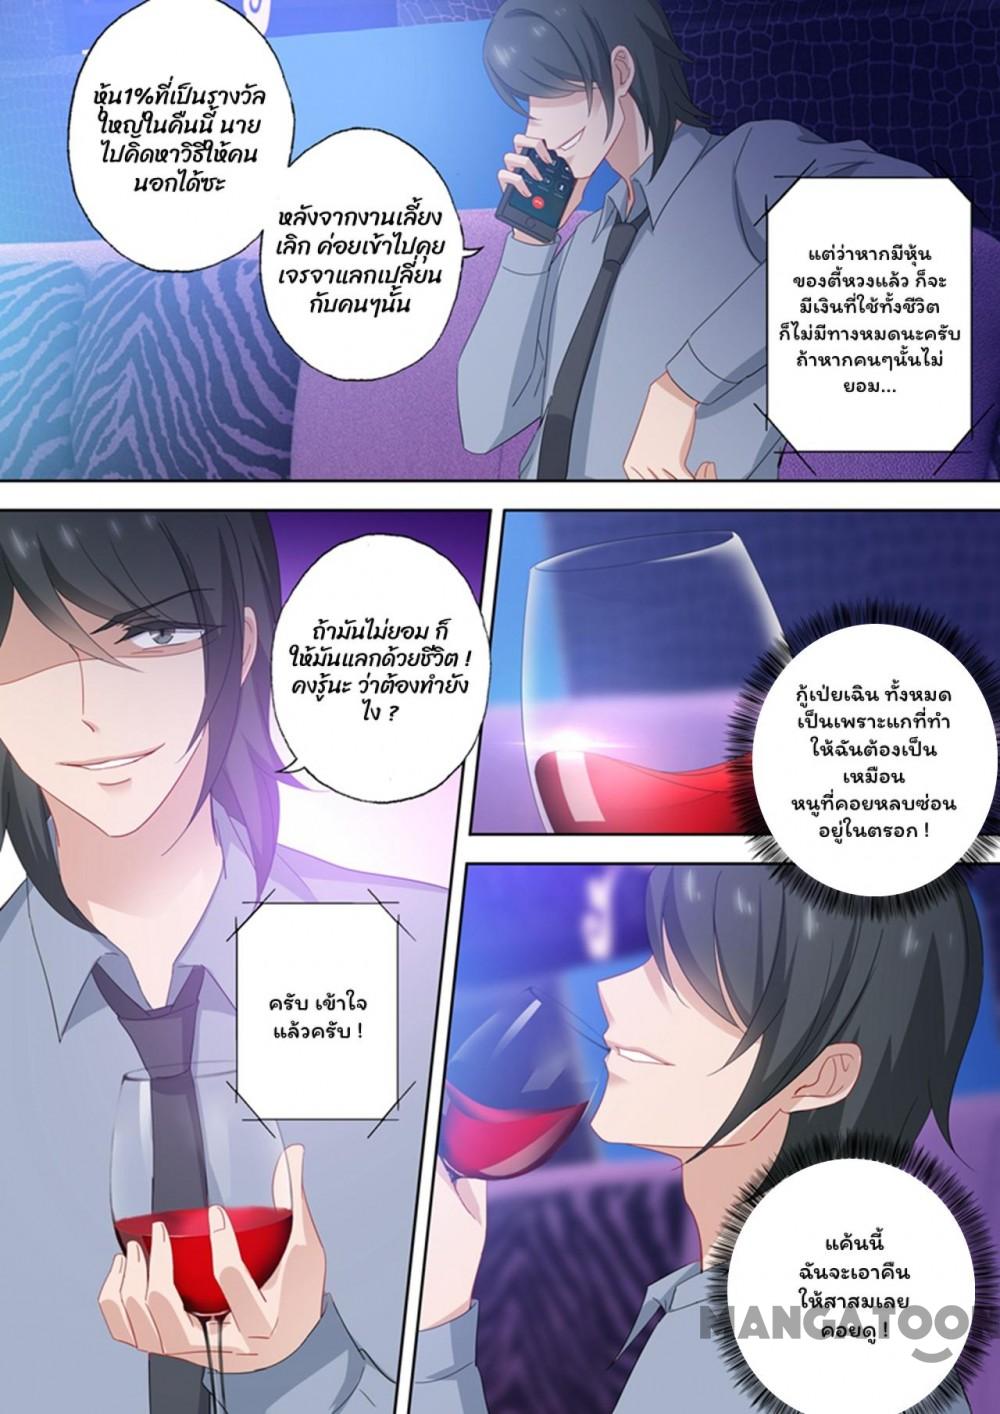 หุ้น1%ที่เป็นรางวัล
ใหญ่ในคืนนี้ นาย
ไปคิดหาวิธีให้คน
นอกได้ซะ
หลังจากงานเลี้ยง
เลิก ค่อยเข้าไปคุย
เจรจาแลกเปลี่ยน
กับคนๆนั้น
แต่ว่าหากมีหุ้น
ของตี้หวงแล้ว ก็จะ
มีเงินที่ใช้ทั้งชีวิต
ก็ไม่มีทางหมดนะครับ
ถ้าหากคนๆนั้นไม่
ยอม...
ถ้ามันไม่ยอม ก็
ให้มันแลกด้วยชีวิต !
คงรู้นะ ว่าต้องทำยัง
ไง ?
กู้เป่ยเฉิน ทั้งหมด
เป็นเพราะแกที่ทำ
ให้ฉันต้องเป็น
เหมือน
หนูที่คอยหลบซ่อน
อยู่ในตรอก !
ครับ เข้าใจ
แล้วครับ !
แค้นนี้
ฉันจะเอาคืน
ให้สาสมเลย
คอยดู !
MANGATOON